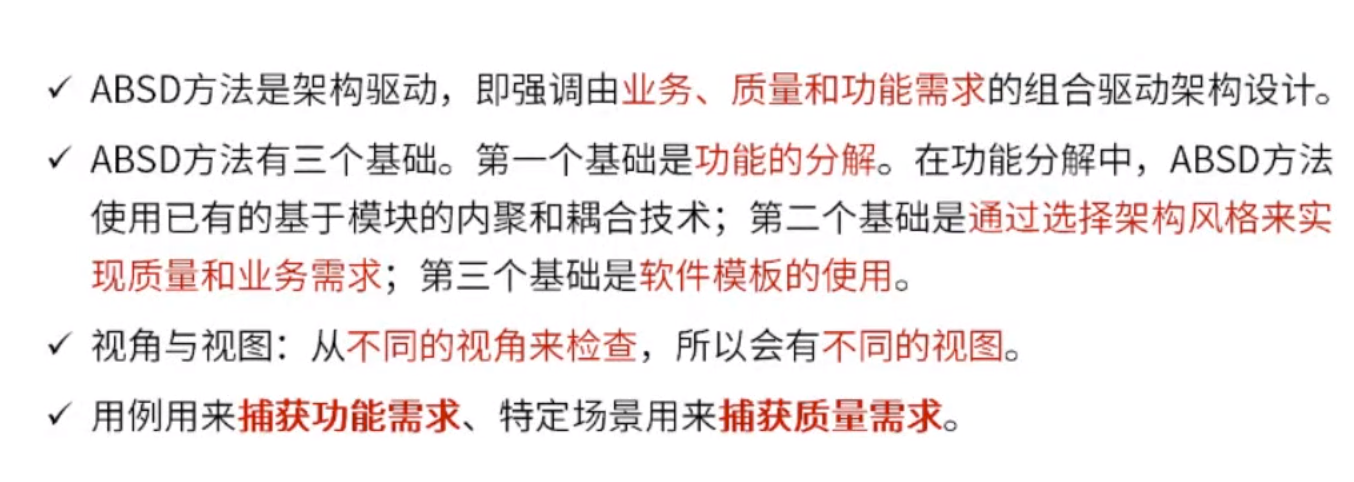 ✓ ABSD方法是架构驱动，即强调由业务、质量和功能需求的组合驱动架构设计。
✓ ABSD方法有三个基础。第一个基础是功能的分解。在功能分解中，ABSD方法
使用已有的基于模块的内聚和耦合技术；第二个基础是通过选择架构风格来实
现质量和业务需求；第三个基础是软件模板的使用。
✓ 视角与视图：从不同的视角来检查，所以会有不同的视图。
✓ 用例用来捕获功能需求、特定场景用来捕获质量需求。